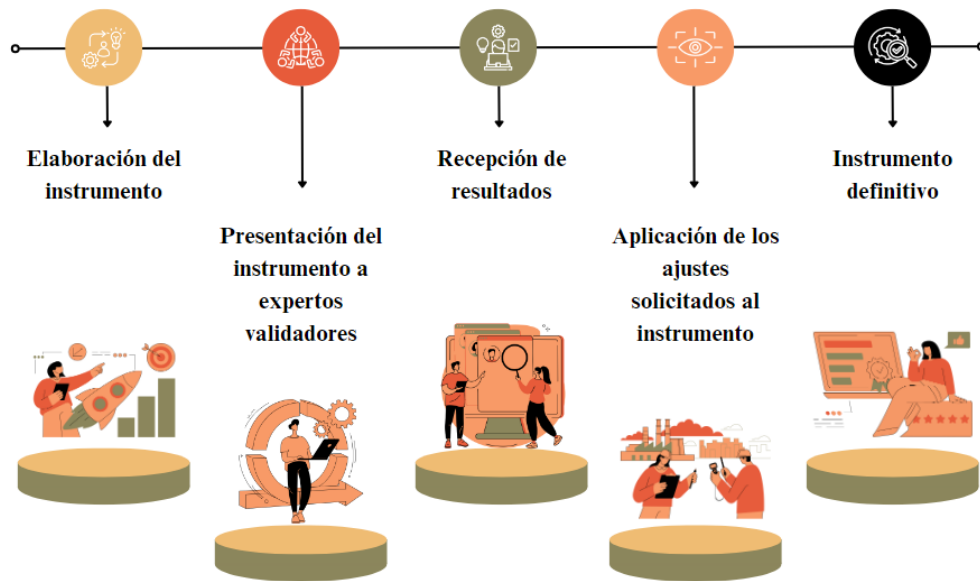 Elaboración del
instrumento
Presentación del
instrumento a
expertos
validadores
Recepción de
resultados
Aplicación de los
ajustes
solicitados al
instrumento
Instrumento
definitivo